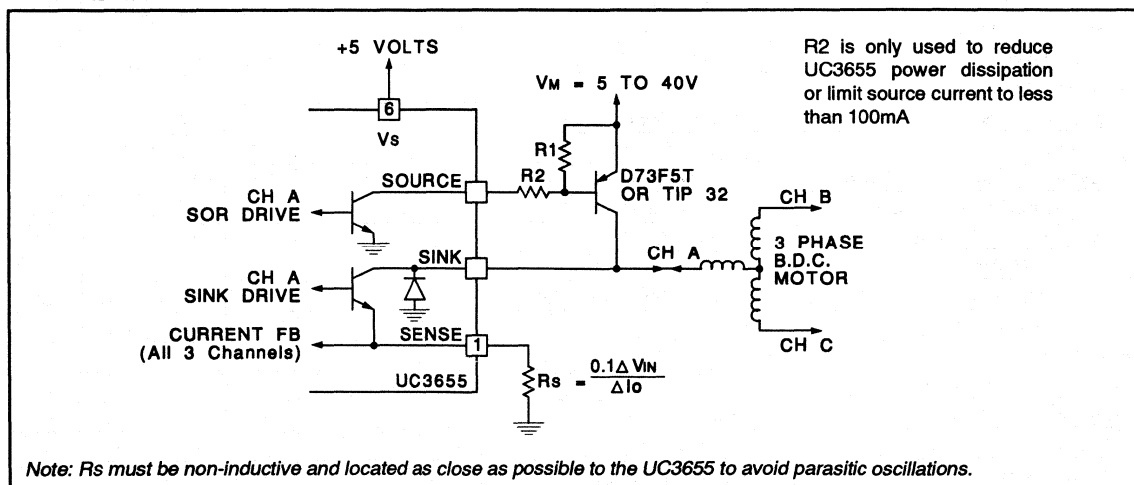 +5 VOLTS
6
Vs
VM = 5 TO 40V
R2 is only used to reduce
UC3655 power dissipation
or limit source current to less
than 100mA
R1
R2
SOURCE
D73F5T
OR TIP 32
CH A
SOR DRIVE
CH B
3 PHASE
B.D.C.
MOTOR
CH A
CH C
SINK
CH A
SINK DRIVE
CURRENT FB
(All 3 Channels)
SENSE
1
UC3655
Rs = 0.1Δ VIN
ΔIo
Note: Rs must be non-inductive and located as close as possible to the UC3655 to avoid parasitic oscillations.